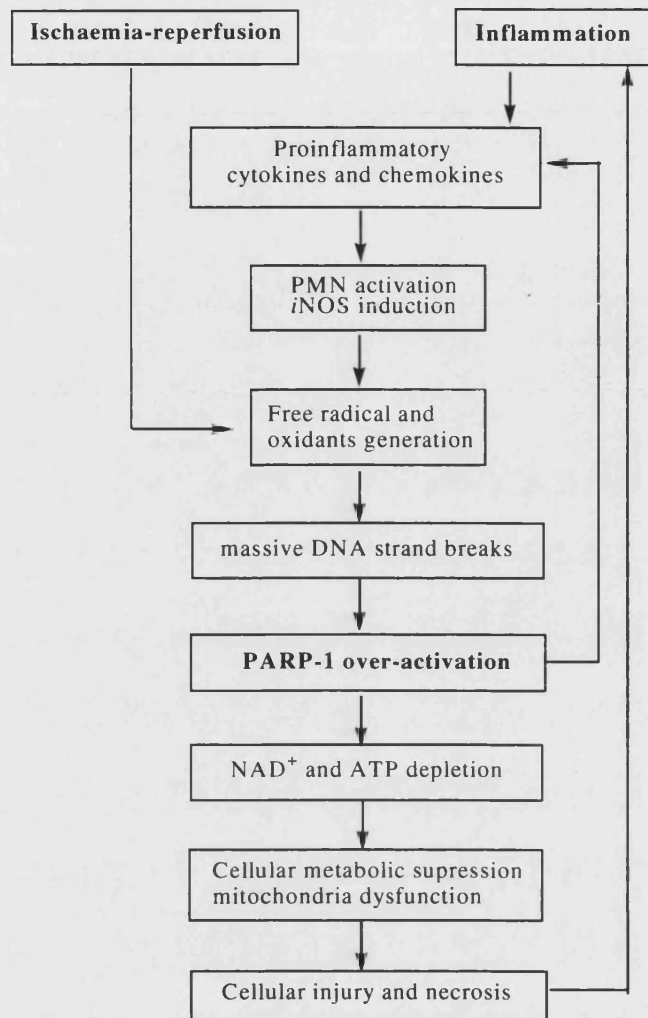 Ischaemia-reperfusion
Inflammation
Proinflammatory
cytokines and chemokines
PMN activation
iNOS induction
Free radical and
oxidants generation
massive DNA strand breaks
PARP-1 over-activation
NAD⁺ and ATP depletion
Cellular metabolic supression
mitochondria dysfunction
Cellular injury and necrosis